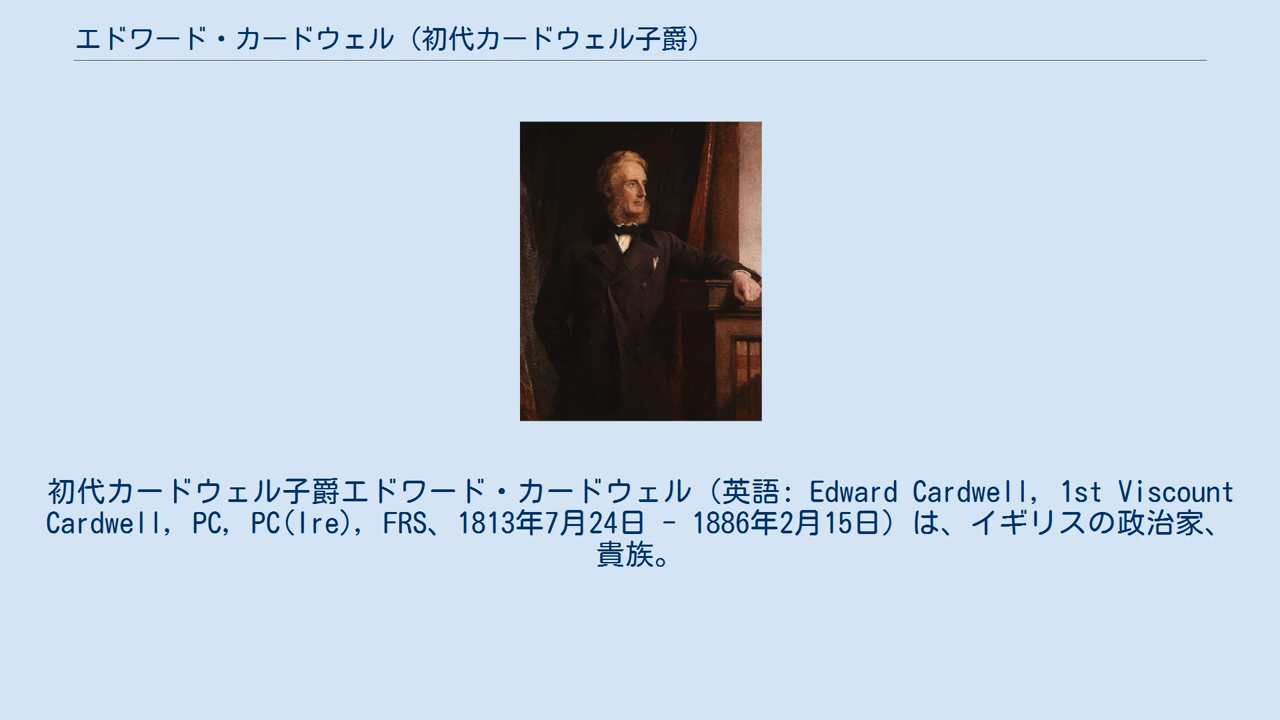 エドワード・カードウェル（初代カードウェル子爵）
初代カードウェル子爵エドワード・カードウェル（英語: Edward Cardwell, 1st Viscount
Cardwell, PC, PC(Ire), FRS、1813年7月24日 - 1886年2月15日）は、イギリスの政治家、
貴族。